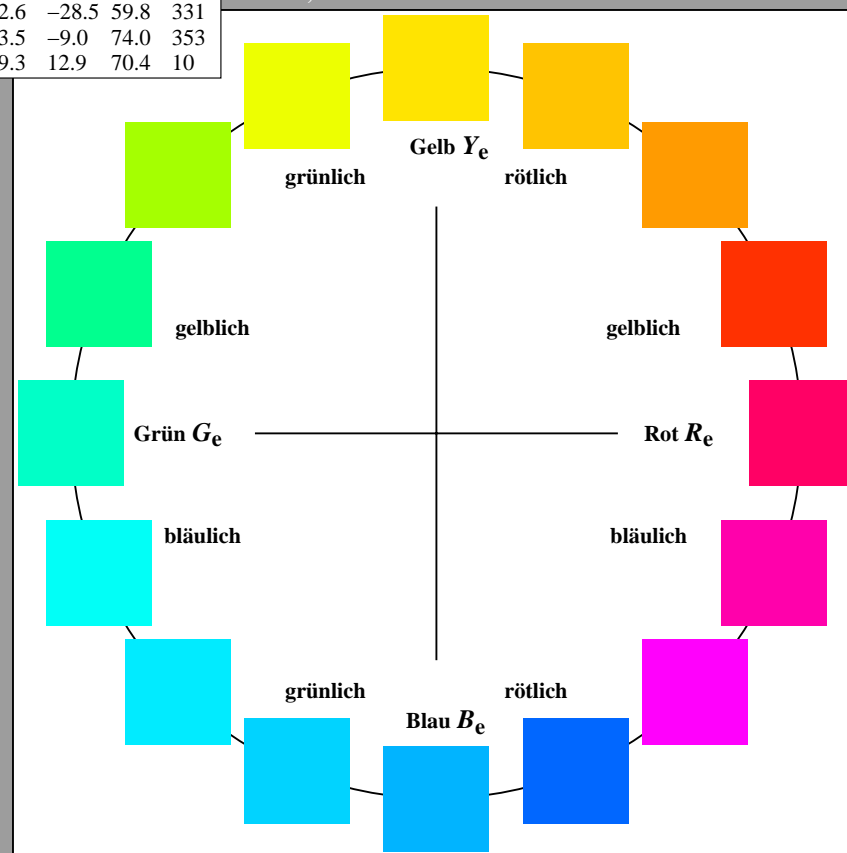 2.6 –28.5 59.8 331
3.5 –9.0 74.0 353
9.3 12.9 70.4 10
Gelb Ye
grünlich rötlich
gelblich gelblich
Grün Ge Rot Re
bläulich bläulich
grünlich rötlich
Blau Be